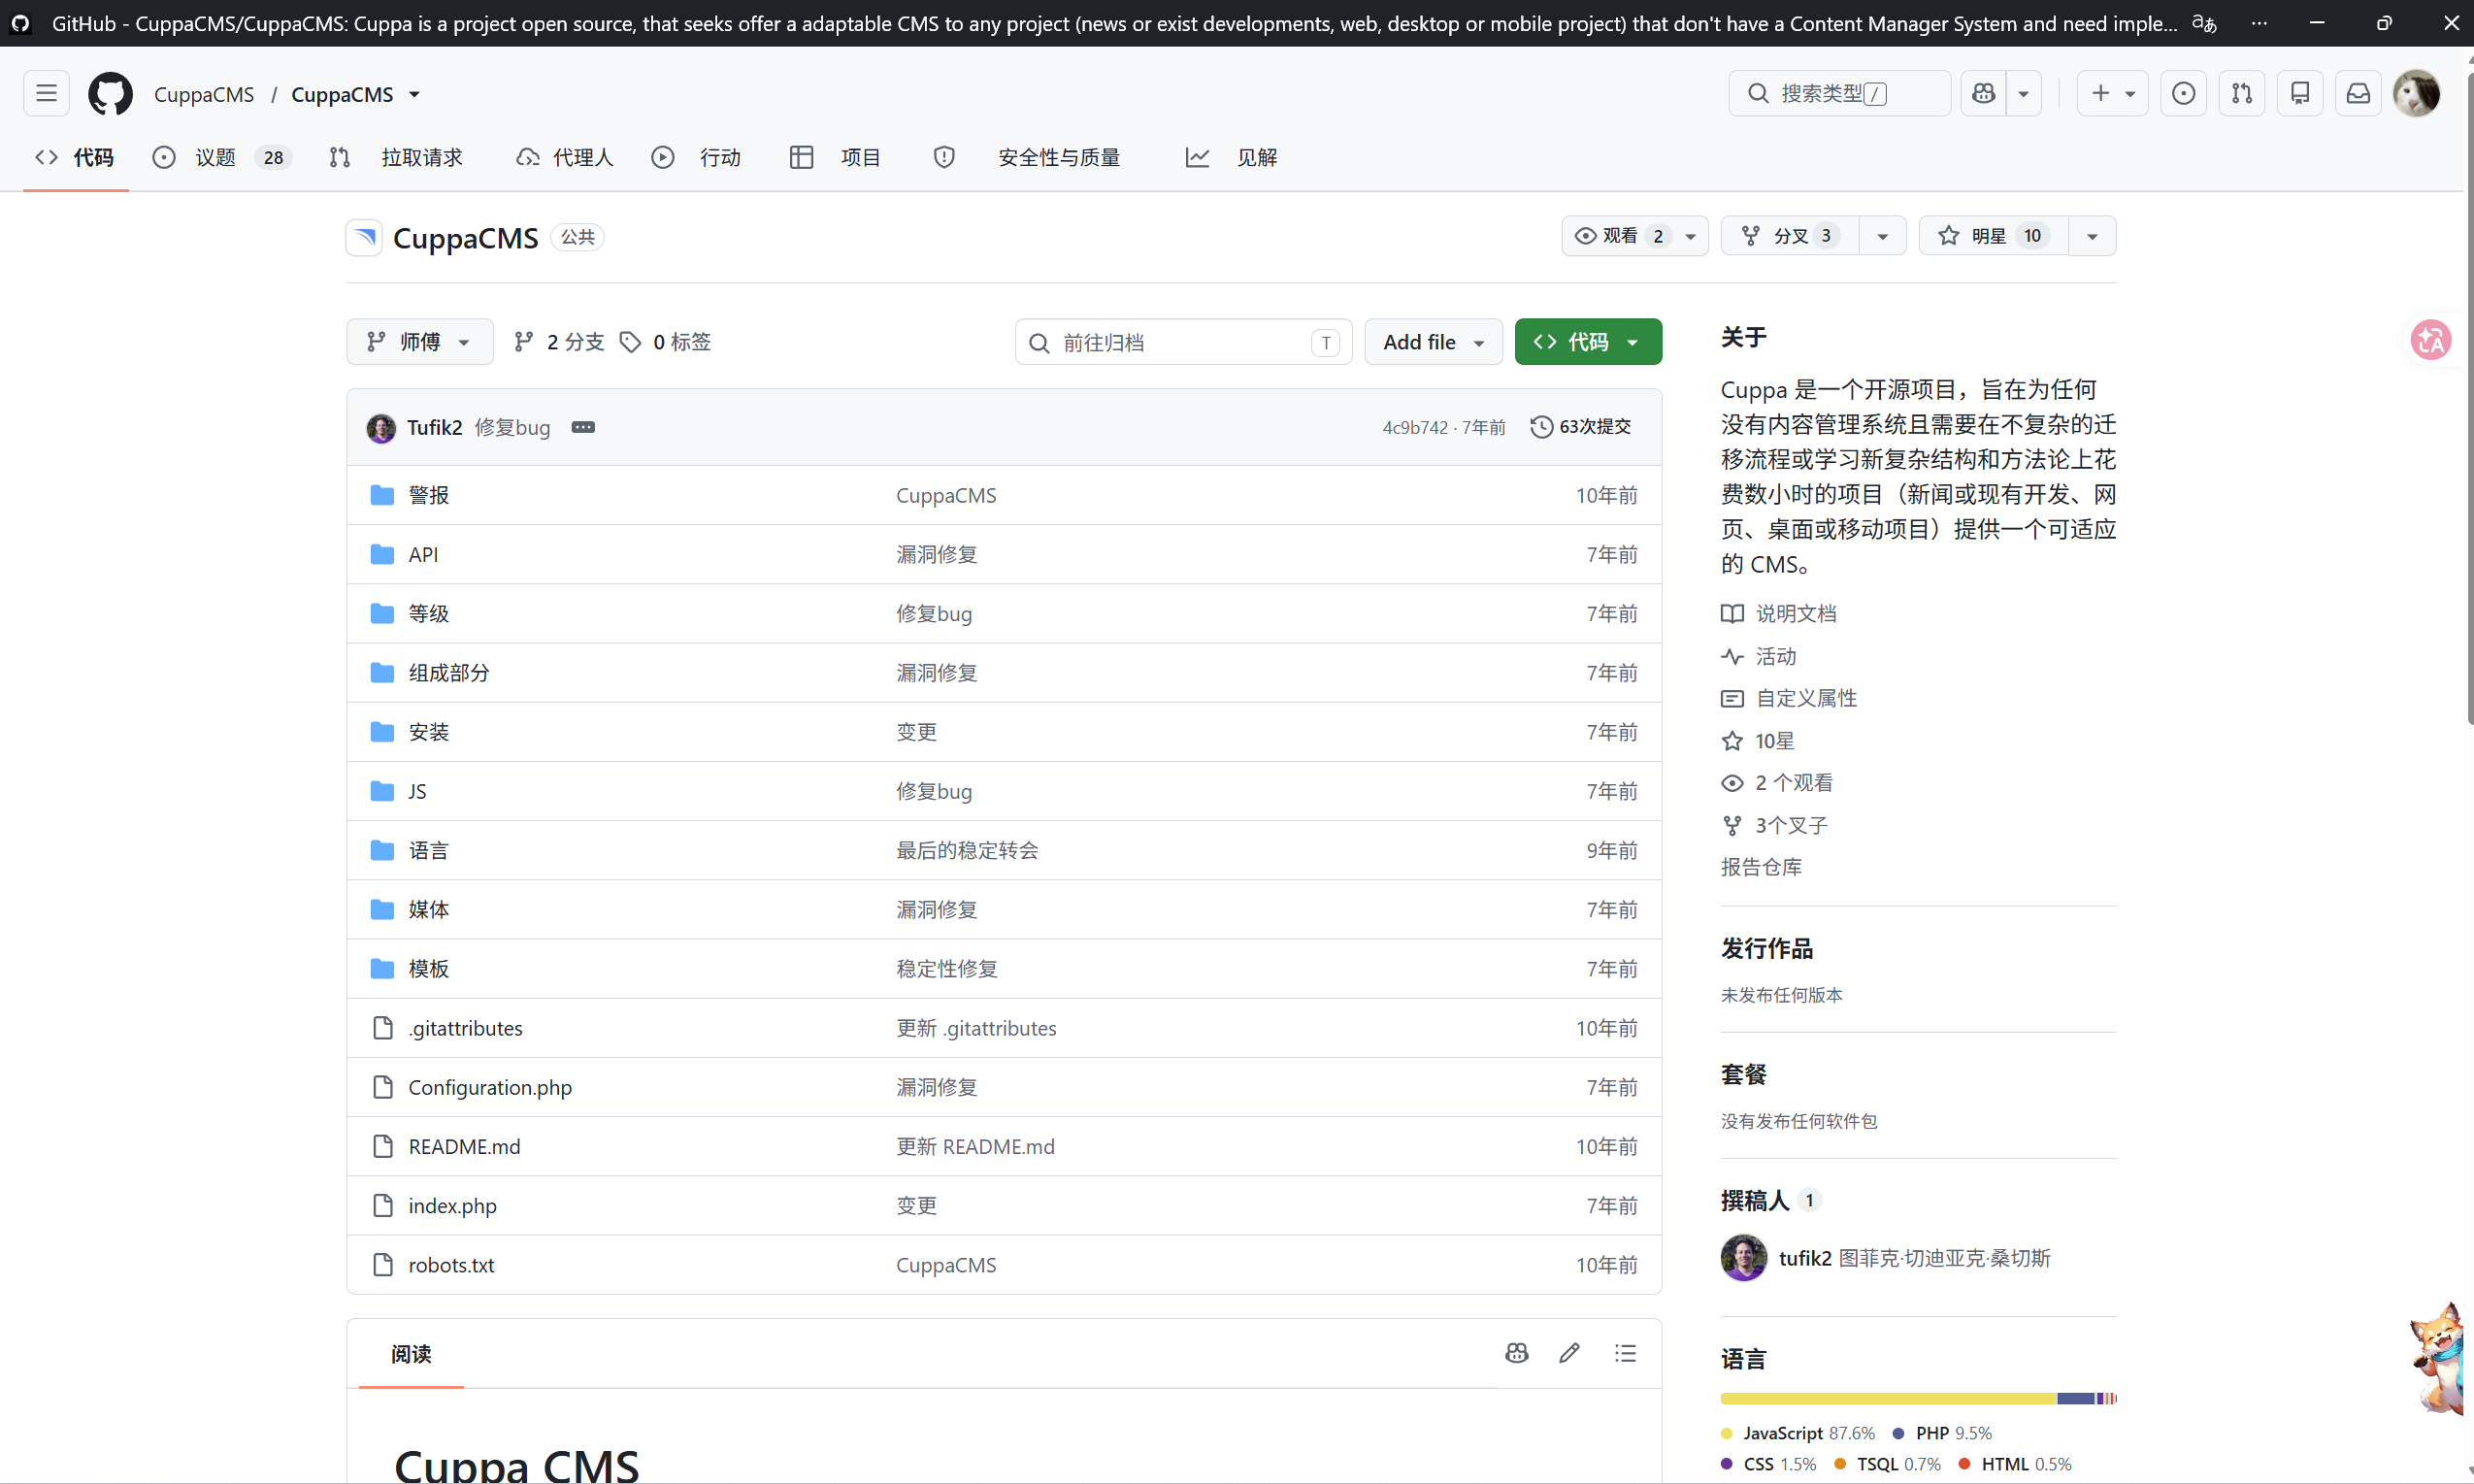 GitHub - CuppaCMS/CuppaCMS: Cuppa is a project open source, that seeks offer a adaptable CMS to any project (news or exist developments, web, desktop or mobile project) that don't have a Content Manager System and need imple...
CuppaCMS / CuppaCMS
搜索类型 /
代码 议题 28 拉取请求 代理人 行动 项目 安全性与质量 见解
CuppaCMS 公共
观看 2 分叉 3 明星 10
师傅 2 分支 0 标签 前往归档 T Add file 代码
Tufik2 修复bug 4c9b742 · 7年前 63次提交
警报 CuppaCMS 10年前
API 漏洞修复 7年前
等级 修复bug 7年前
组成部分 漏洞修复 7年前
安装 变更 7年前
JS 修复bug 7年前
语言 最后的稳定转会 9年前
媒体 漏洞修复 7年前
模板 稳定性修复 7年前
.gitattributes 更新 .gitattributes 10年前
Configuration.php 漏洞修复 7年前
README.md 更新 README.md 10年前
index.php 变更 7年前
robots.txt CuppaCMS 10年前
阅读
Cuppa CMS
关于
Cuppa 是一个开源项目，旨在为任何
没有内容管理系统且需要在不复杂的迁
移流程或学习新复杂结构和方法论上花
费数小时的项目（新闻或现有开发、网
页、桌面或移动项目）提供一个可适应
的 CMS。
说明文档
活动
自定义属性
10星
2 个观看
3个叉子
报告仓库
发行作品
未发布任何版本
套餐
没有发布任何软件包
撰稿人 1
tufik2 图菲克·切迪亚克·桑切斯
语言
JavaScript 87.6% PHP 9.5%
CSS 1.5% TSQL 0.7% HTML 0.5%